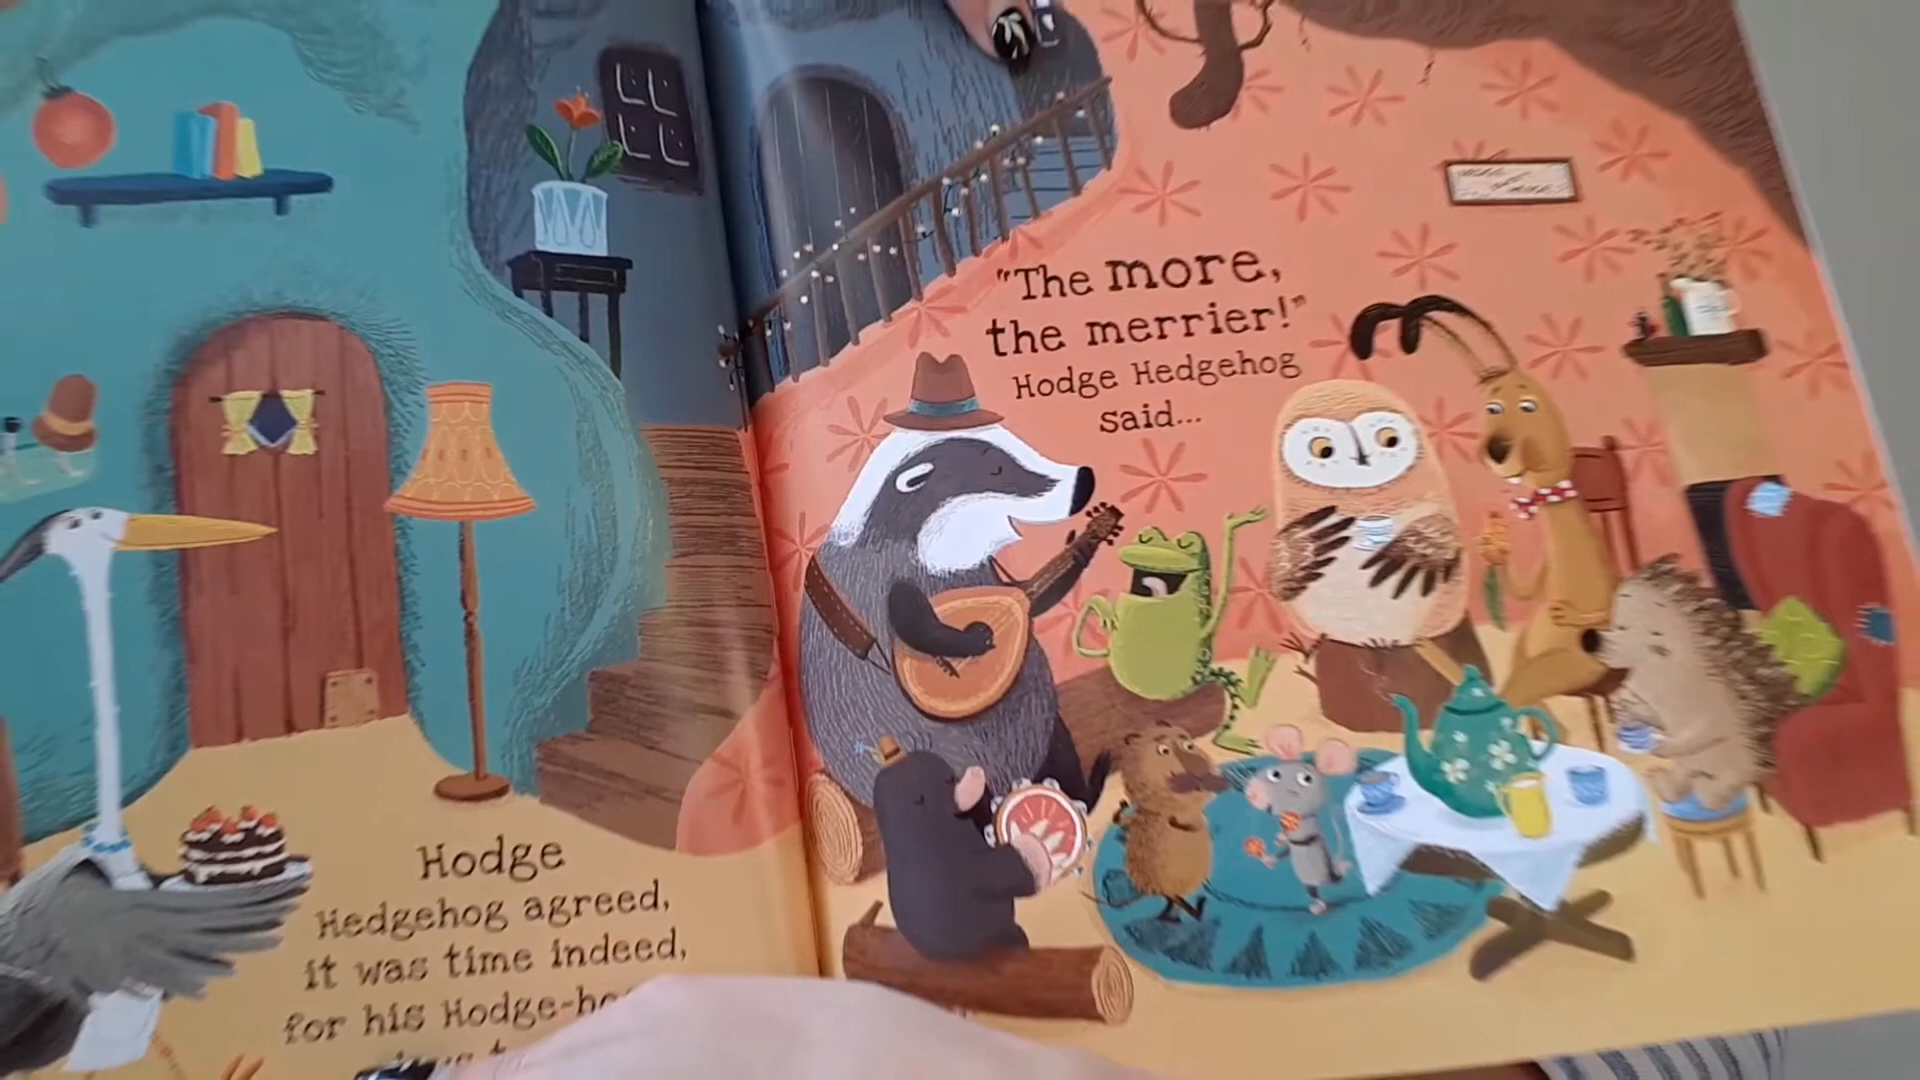 Hodge
Hedgehog agreed,
it was time indeed,
for his
"The more,
the merrier!"
Hodge Hedgehog
said...